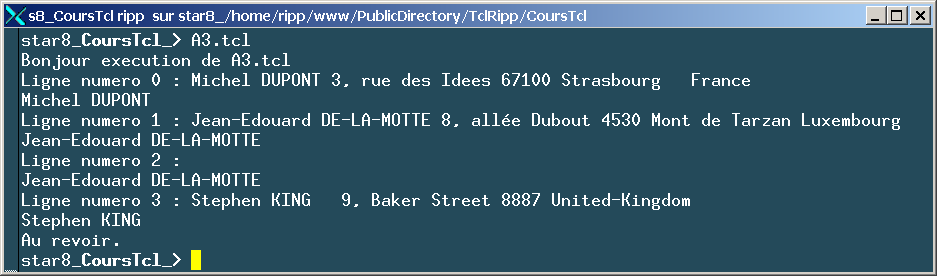 s8_CoursTcl ripp  sur star8_/home/ripp/www/PublicDirectory/TclRipp/CoursTcl
star8_CoursTcl_> A3.tcl
Bonjour execution de A3.tcl
Ligne numero 0 : Michel DUPONT 3, rue des Idees 67100 Strasbourg   France
Michel DUPONT
Ligne numero 1 : Jean-Edouard DE-LA-MOTTE 8, allée Dubout 4530 Mont de Tarzan Luxembourg
Jean-Edouard DE-LA-MOTTE
Ligne numero 2 :
Jean-Edouard DE-LA-MOTTE
Ligne numero 3 : Stephen KING   9, Baker Street 8887 United-Kingdom
Stephen KING
Au revoir.
star8_CoursTcl_>